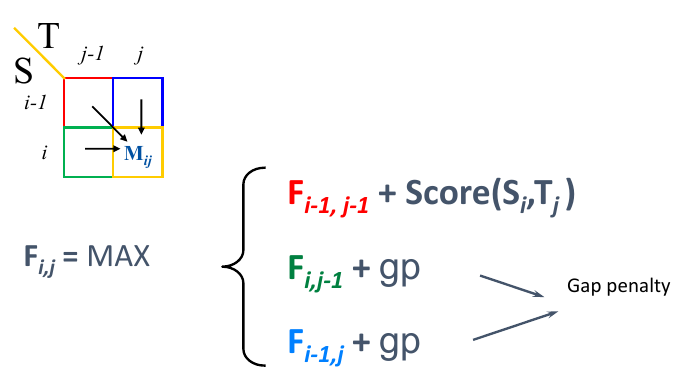 T
S
j-1 j
i-1
i
Mij
Fi,j = MAX
Fi-1, j-1 + Score(Si,Tj)
Fi,j-1 + gp
Fi-1,j + gp
Gap penalty